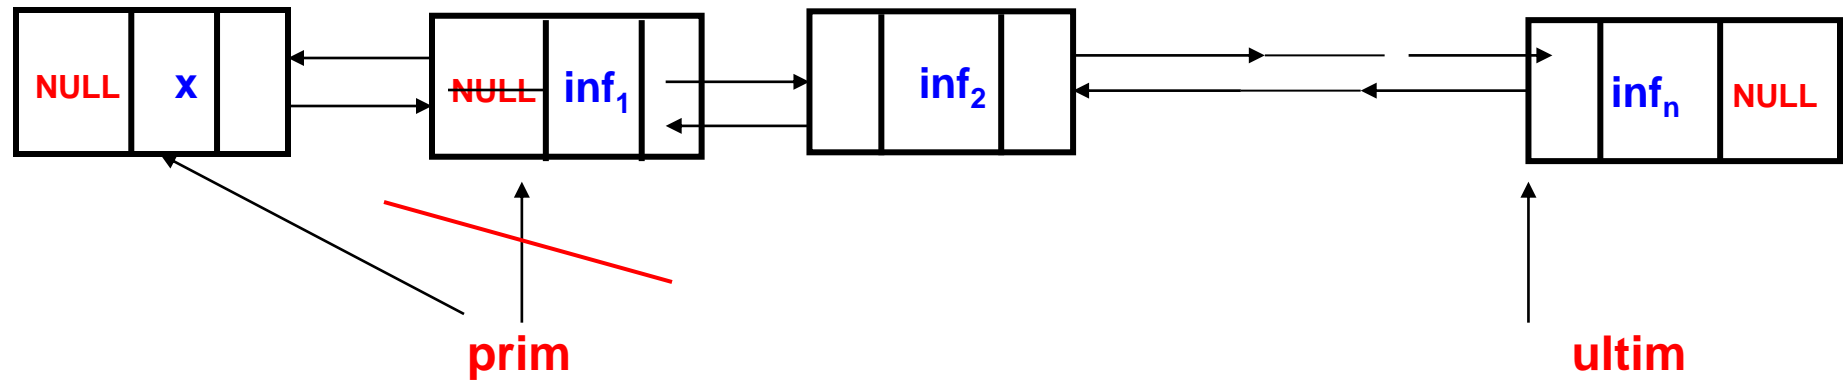 NULL x NULL inf₁ inf₂ infₙ NULL
prim ultim